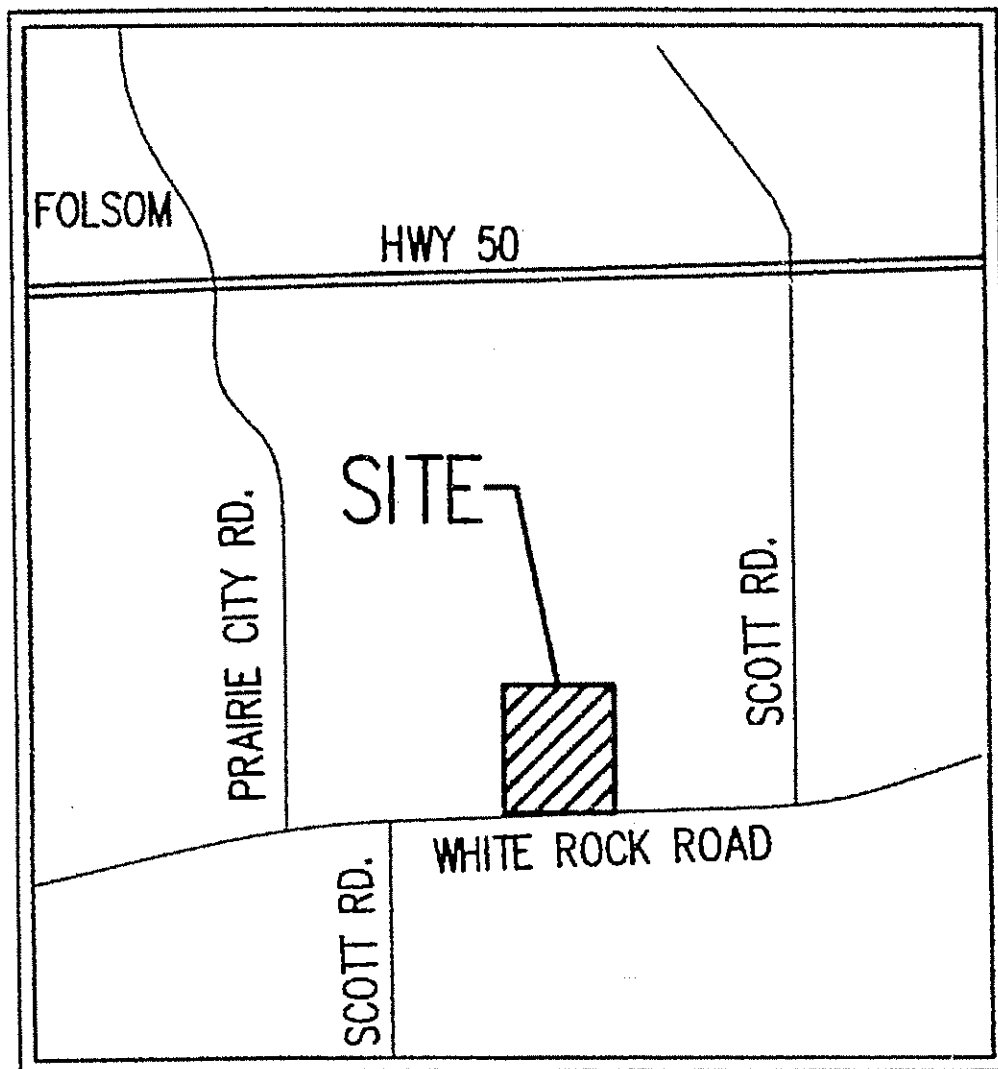 FOLSOM
HWY 50
SITE
PRAIRIE CITY RD.
SCOTT RD.
WHITE ROCK ROAD
SCOTT RD.